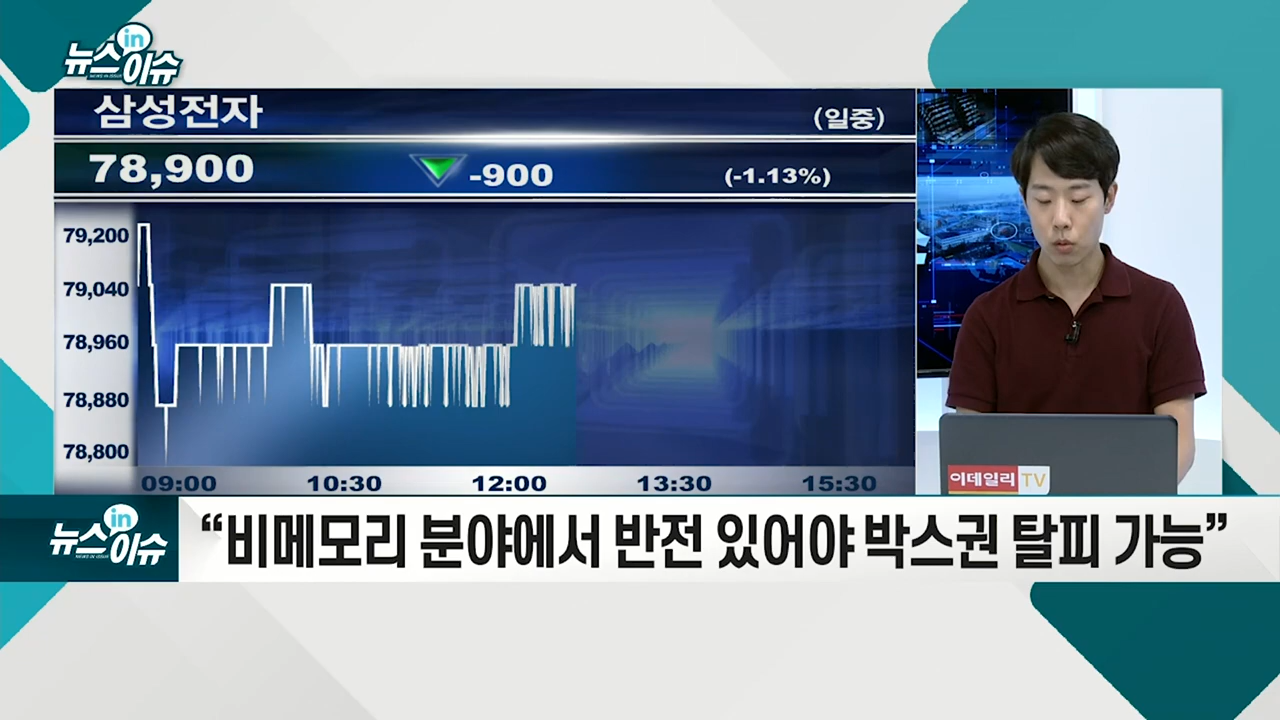 뉴스in이슈
삼성전자
(일중)
78,900
-900
(-1.13%)
79,200
79,040
78,960
78,880
78,800
09:00
10:30
12:00
13:30
15:30
이데일리TV
뉴스in이슈
“비메모리 분야에서 반전 있어야 박스권 탈피 가능”